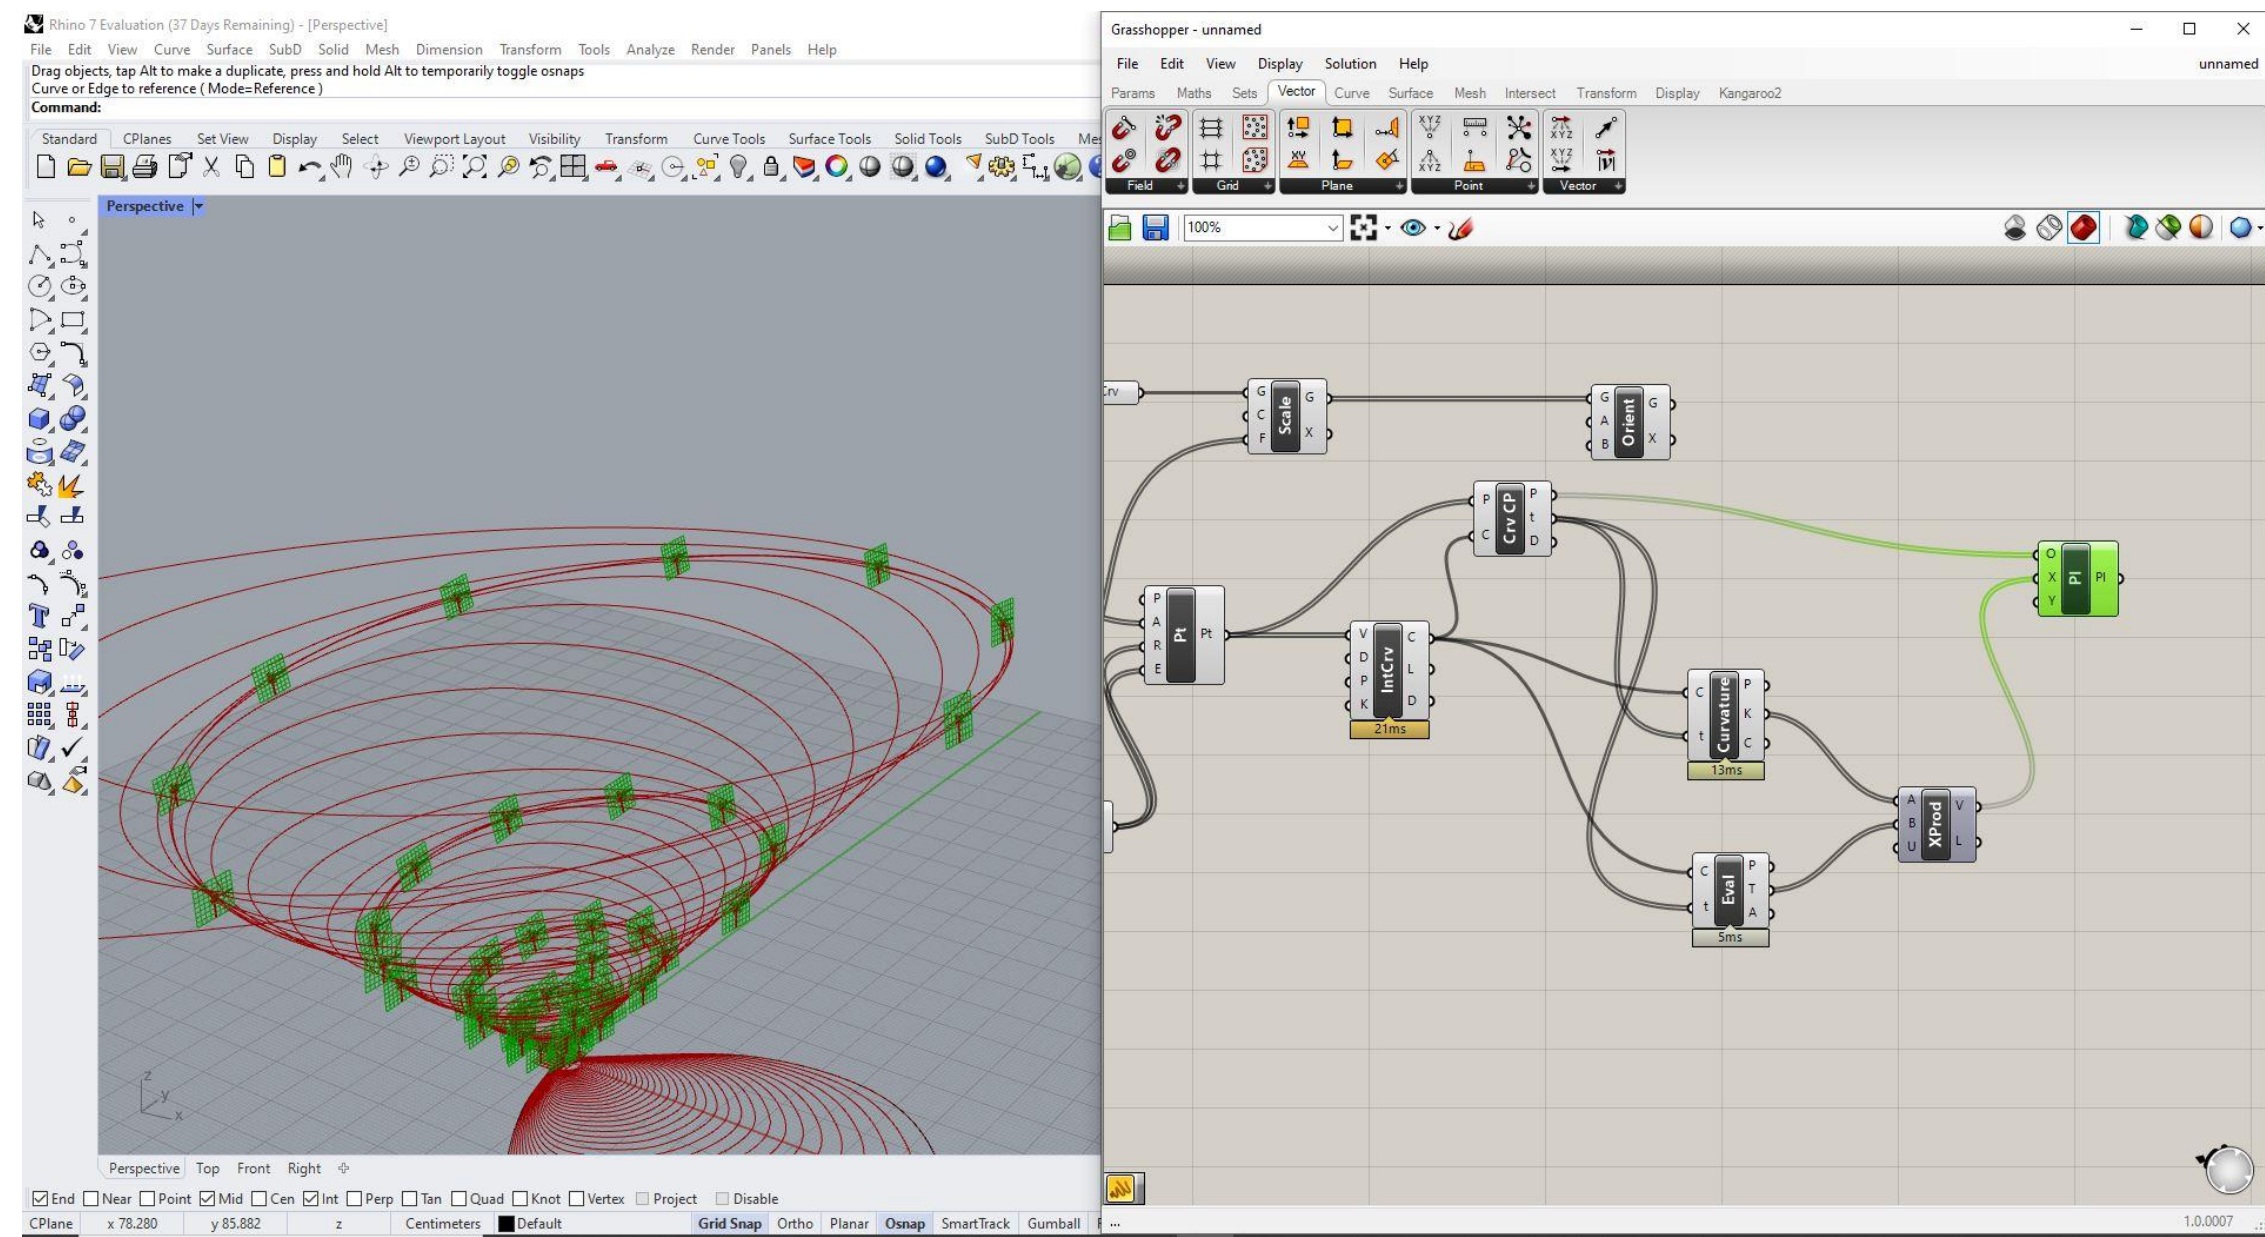 Rhino 7 Evaluation (37 Days Remaining) - [Perspective]
File Edit View Curve Surface SubD Solid Mesh Dimension Transform Tools Analyze Render Panels Help
Drag objects, tap Alt to make a duplicate, press and hold Alt to temporarily toggle osnaps
Curve or Edge to reference ( Mode=Reference )
Command:
Standard CPlanes Set View Display Select Viewport Layout Visibility Transform Curve Tools Surface Tools Solid Tools SubD Tools Me
Perspective
z
y
x
Perspective Top Front Right
End Near Point Mid Cen Int Perp Tan Quad Knot Vertex Project Disable
CPlane x 78.280 y 85.882 z Centimeters Default Grid Snap Ortho Planar Osnap SmartTrack Gumball
Grasshopper - unnamed
File Edit View Display Solution Help unnamed
Params Maths Sets Vector Curve Surface Mesh Intersect Transform Display Kangaroo2
Field Grid Plane Point Vector
100%
Crv
G C F Scale G X
G A B Orient G X
P C Crv CP P t D
O X Y Pl Pl
P A R E Pt Pt
V D P K IntCrv C L D
21ms
C t Curvature P K C
13ms
A B U XProd V L
C t Eval P T A
5ms
...
1.0.0007